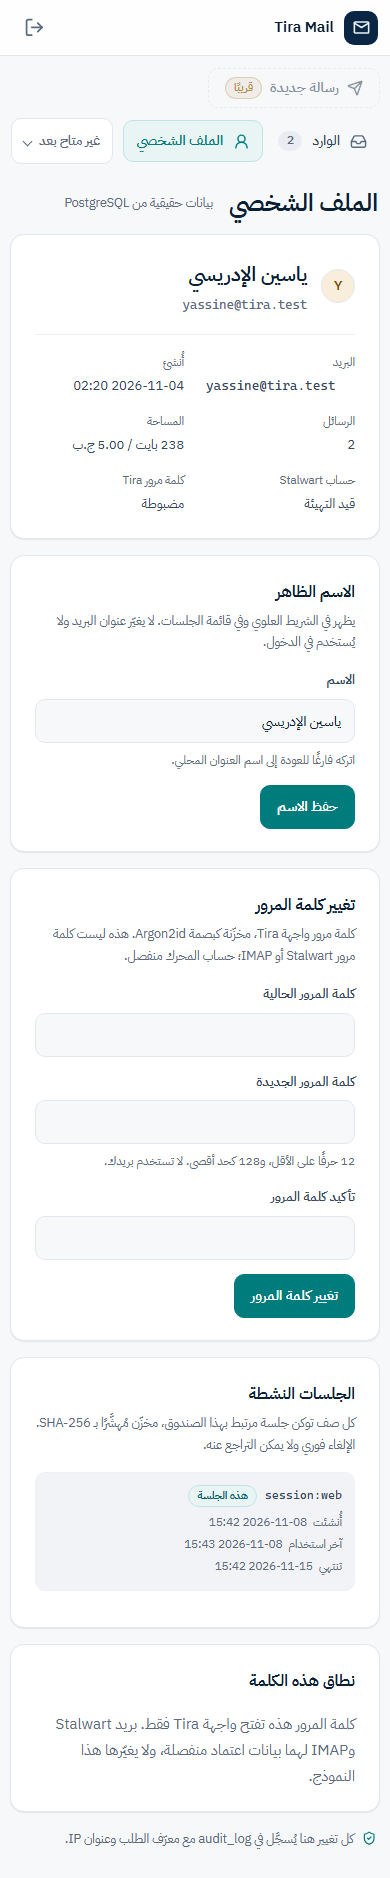 Tira Mail
رسالة جديدة قريبًا
الوارد 2
الملف الشخصي
غير متاح بعد
الملف الشخصي
بيانات حقيقية من PostgreSQL
Y
ياسين الإدريسي
yassine@tira.test
البريد
yassine@tira.test
أُنشئ
2026-11-04 02:20
الرسائل
2
المساحة
238 بايت / 5.00 ج.ب
حساب Stalwart
قيد التهيئة
كلمة مرور Tira
مضبوطة
الاسم الظاهر
يظهر في الشريط العلوي وفي قائمة الجلسات. لا يغيّر عنوان البريد ولا
يُستخدم في الدخول.
الاسم
ياسين الإدريسي
اتركه فارغًا للعودة إلى اسم العنوان المحلي.
حفظ الاسم
تغيير كلمة المرور
كلمة مرور واجهة Tira، مخزّنة كبصمة Argon2id. هذه ليست كلمة
مرور Stalwart أو IMAP؛ حساب المحرك منفصل.
كلمة المرور الحالية
كلمة المرور الجديدة
12 حرفًا على الأقل، و128 كحد أقصى. لا تستخدم بريدك.
تأكيد كلمة المرور
تغيير كلمة المرور
الجلسات النشطة
كل صف توكن جلسة مرتبط بهذا الصندوق، مخزّن مُهشَّرًا بـ SHA-256.
الإلغاء فوري ولا يمكن التراجع عنه.
session:web هذه الجلسة
أُنشئت 2026-11-08 15:42
آخر استخدام 2026-11-08 15:43
تنتهي 2026-11-15 15:42
نطاق هذه الكلمة
كلمة المرور هذه تفتح واجهة Tira فقط. بريد Stalwart
وIMAP لهما بيانات اعتماد منفصلة، ولا يغيّرها هذا
النموذج.
كل تغيير هنا يُسجَّل في audit_log مع معرّف الطلب وعنوان IP.